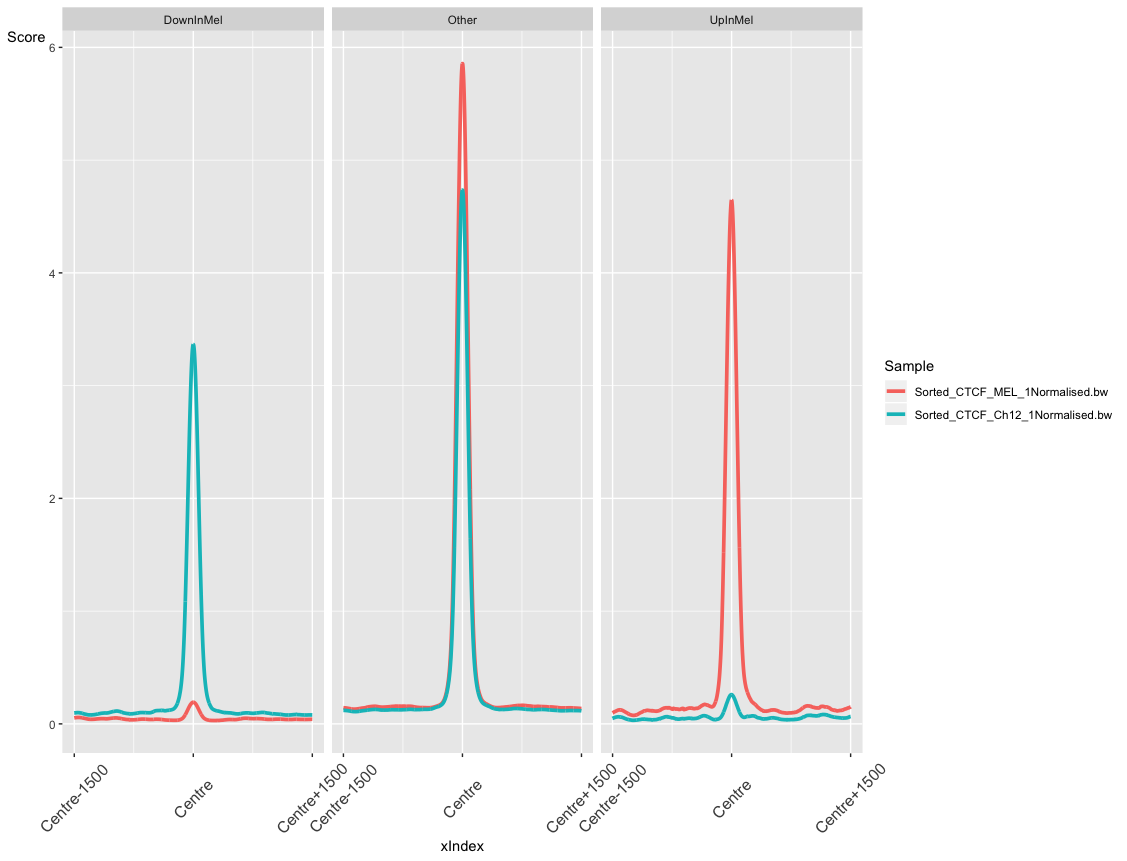 DownInMel Other UpInMel
Score
6
4
2
0
Centre-1500 Centre Centre+1500 Centre-1500 Centre Centre+1500 Centre-1500 Centre Centre+1500
xIndex
Sample
Sorted_CTCF_MEL_1Normalised.bw
Sorted_CTCF_Ch12_1Normalised.bw